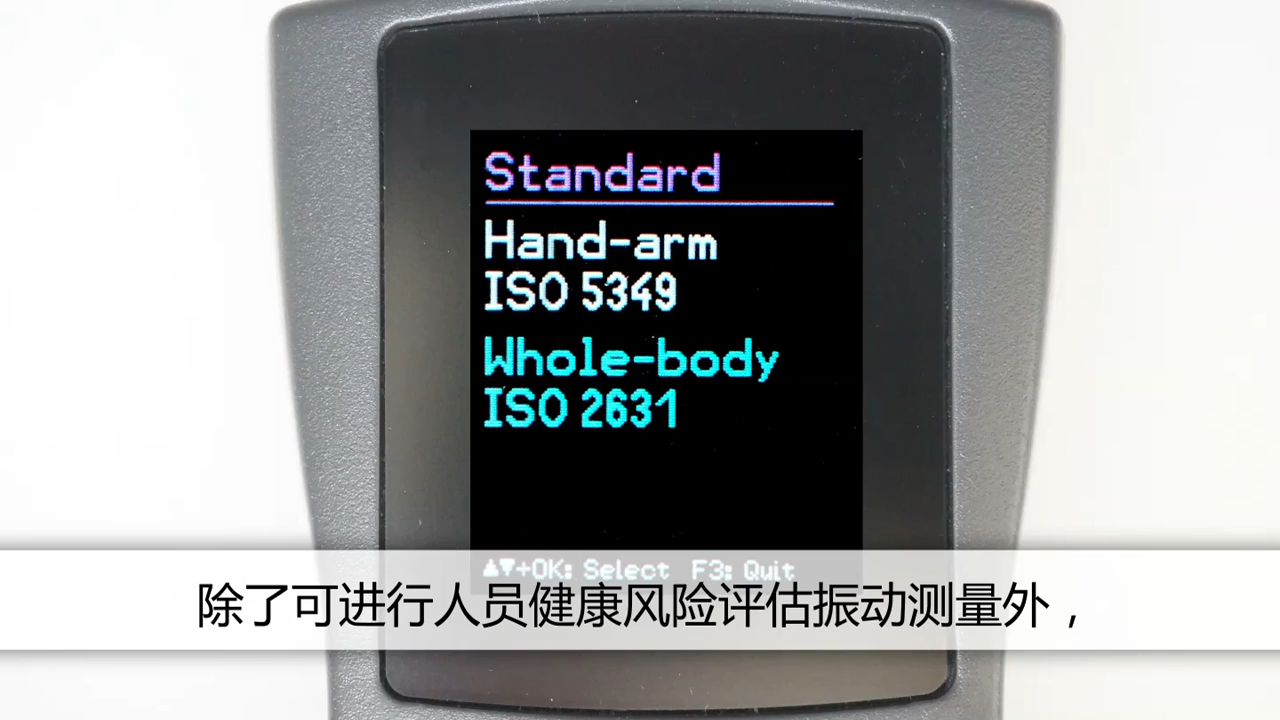 Standard
Hand-arm
ISO 5349
Whole-body
ISO 2631
▲▼+OK: Select F3: Quit
除了可进行人员健康风险评估振动测量外，